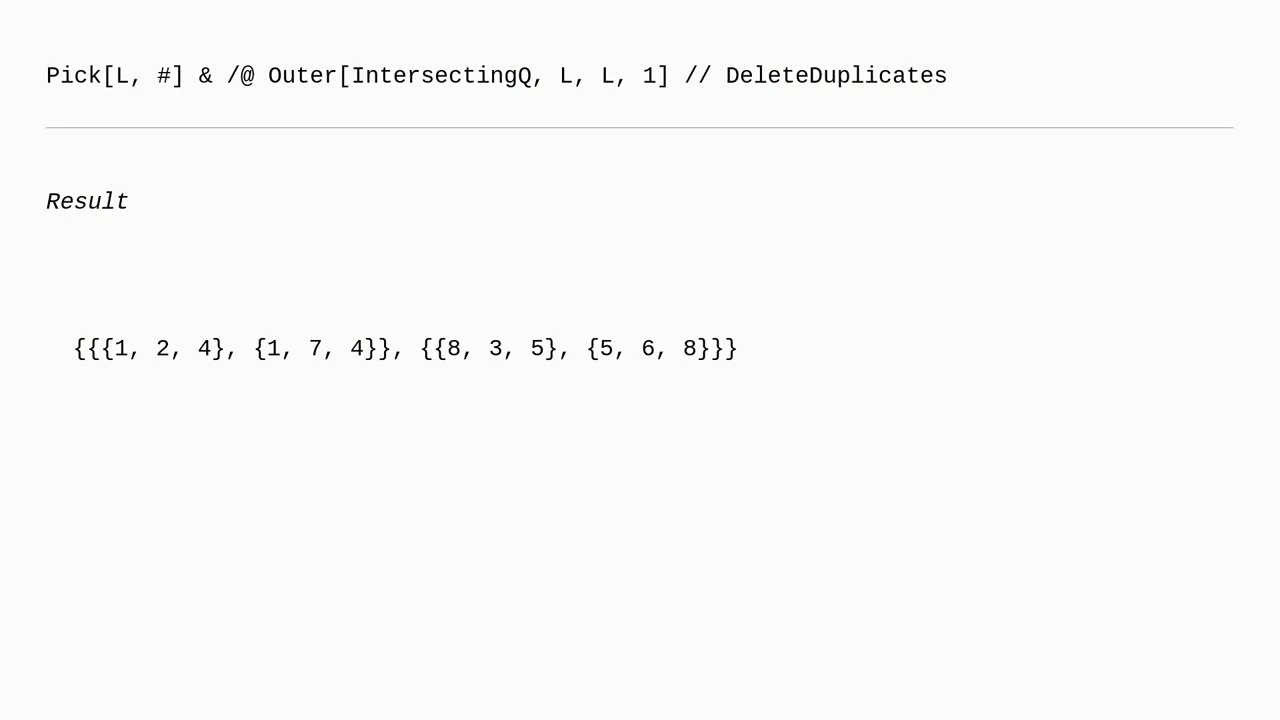 Pick[L, #] & /@ Outer[IntersectingQ, L, L, 1] // DeleteDuplicates
Result
{{{1, 2, 4}, {1, 7, 4}}, {{8, 3, 5}, {5, 6, 8}}}